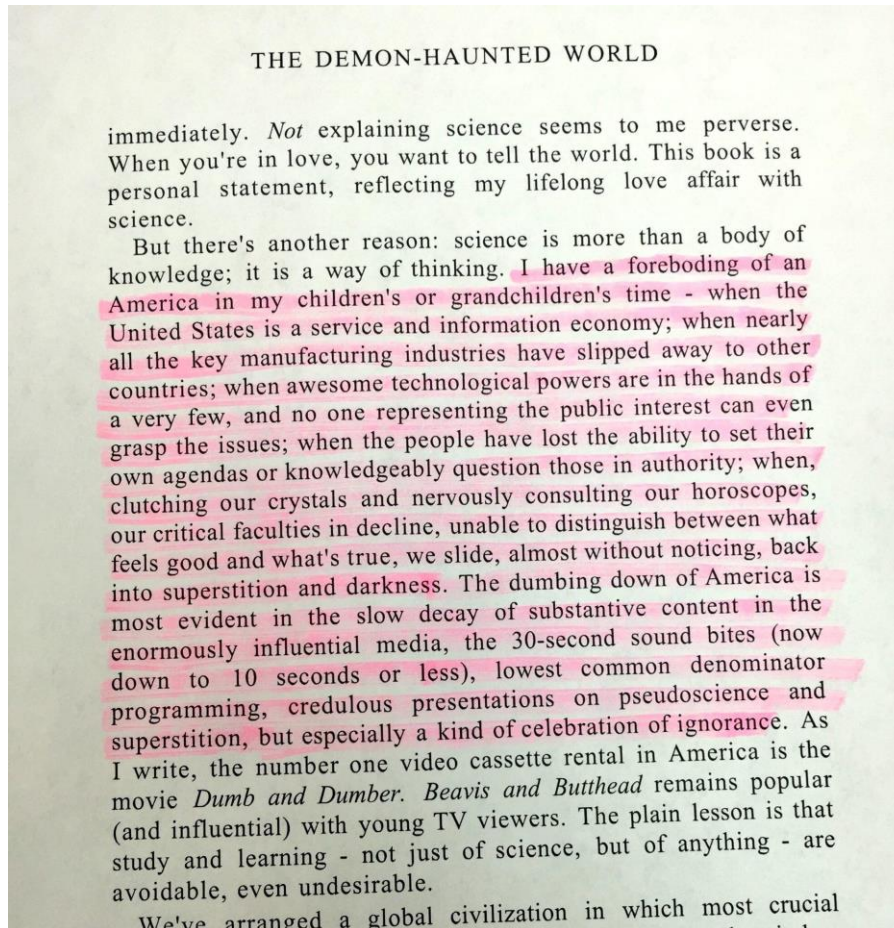 THE DEMON-HAUNTED WORLD
immediately. Not explaining science seems to me perverse.
When you're in love, you want to tell the world. This book is a
personal statement, reflecting my lifelong love affair with
science.
But there's another reason: science is more than a body of
knowledge; it is a way of thinking. I have a foreboding of an
America in my children's or grandchildren's time - when the
United States is a service and information economy; when nearly
all the key manufacturing industries have slipped away to other
countries; when awesome technological powers are in the hands of
a very few, and no one representing the public interest can even
grasp the issues; when the people have lost the ability to set their
own agendas or knowledgeably question those in authority; when,
clutching our crystals and nervously consulting our horoscopes,
our critical faculties in decline, unable to distinguish between what
feels good and what's true, we slide, almost without noticing, back
into superstition and darkness. The dumbing down of America is
most evident in the slow decay of substantive content in the
enormously influential media, the 30-second sound bites (now
down to 10 seconds or less), lowest common denominator
programming, credulous presentations on pseudoscience and
superstition, but especially a kind of celebration of ignorance. As
I write, the number one video cassette rental in America is the
movie Dumb and Dumber. Beavis and Butthead remains popular
(and influential) with young TV viewers. The plain lesson is that
study and learning - not just of science, but of anything - are
avoidable, even undesirable.
We've arranged a global civilization in which most crucial